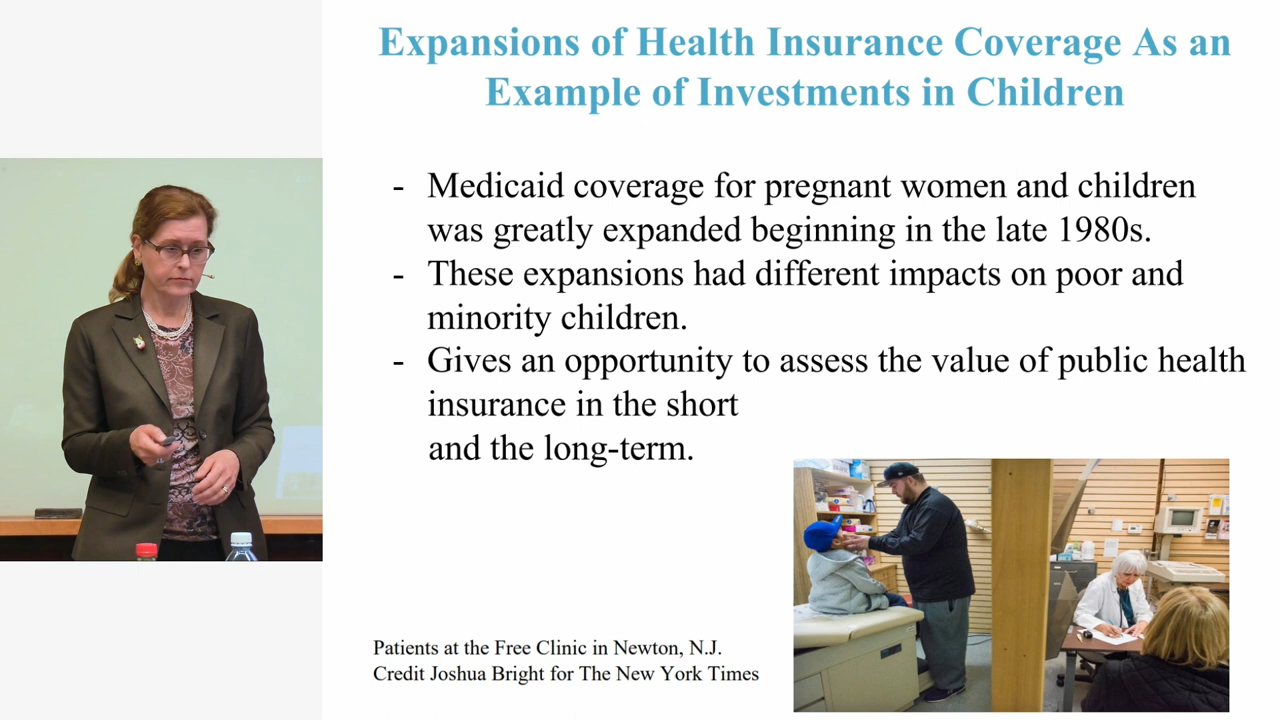 Expansions of Health Insurance Coverage As an
Example of Investments in Children
- Medicaid coverage for pregnant women and children
was greatly expanded beginning in the late 1980s.
- These expansions had different impacts on poor and
minority children.
- Gives an opportunity to assess the value of public health
insurance in the short
and the long-term.
Patients at the Free Clinic in Newton, N.J.
Credit Joshua Bright for The New York Times